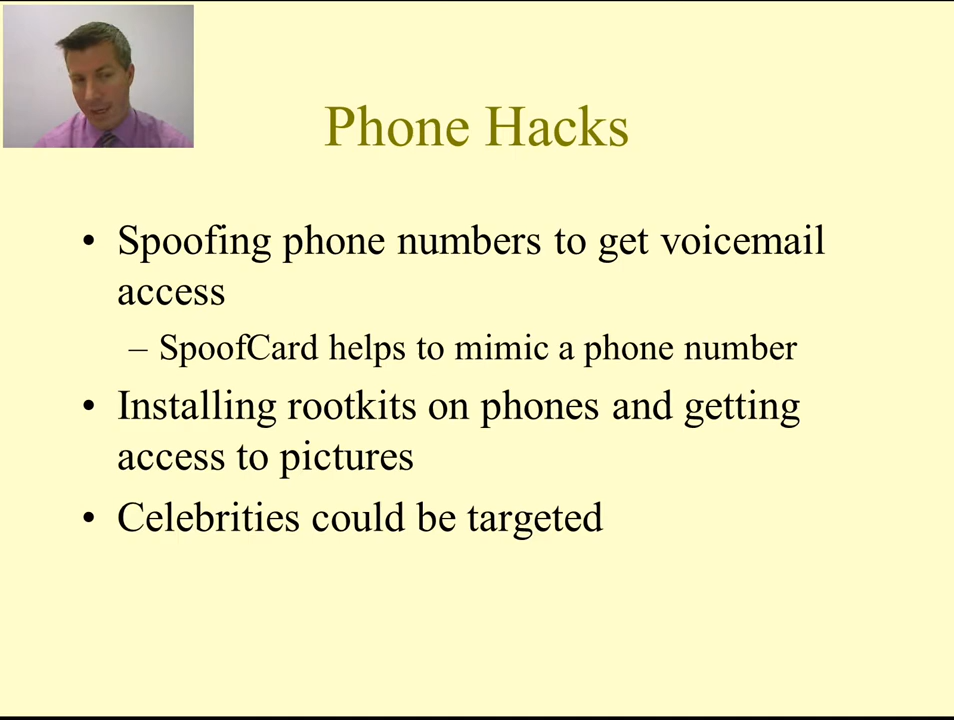 Phone Hacks
• Spoofing phone numbers to get voicemail
access
– SpoofCard helps to mimic a phone number
• Installing rootkits on phones and getting
access to pictures
• Celebrities could be targeted